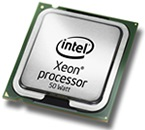 intel
Xeon®
processor
50 Watt